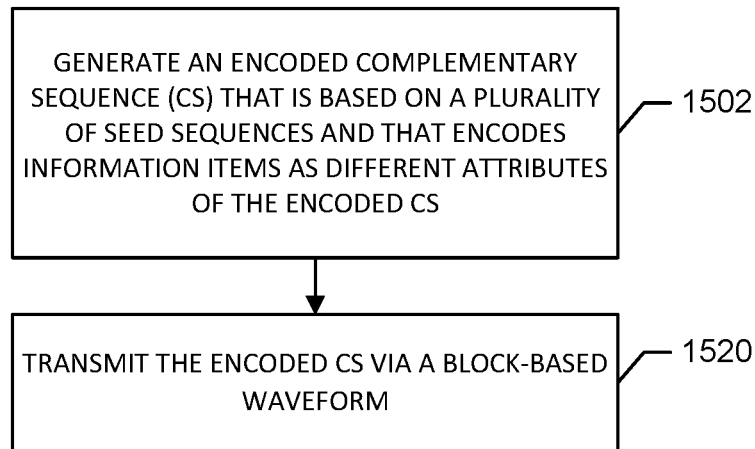 GENERATE AN ENCODED COMPLEMENTARY
SEQUENCE (CS) THAT IS BASED ON A PLURALITY
OF SEED SEQUENCES AND THAT ENCODES
INFORMATION ITEMS AS DIFFERENT ATTRIBUTES
OF THE ENCODED CS
1502
TRANSMIT THE ENCODED CS VIA A BLOCK-BASED
WAVEFORM
1520